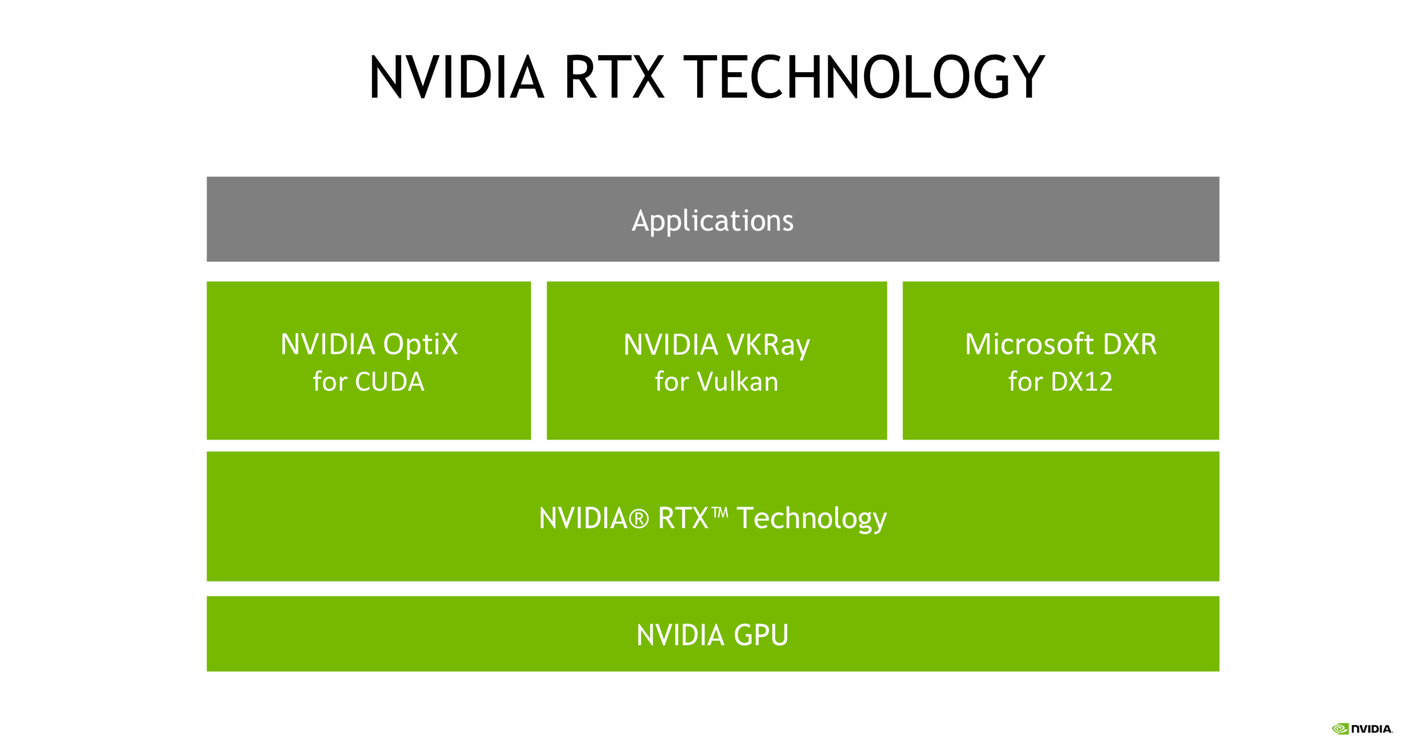 NVIDIA RTX TECHNOLOGY
Applications
NVIDIA OptiX
for CUDA
NVIDIA VKRay
for Vulkan
Microsoft DXR
for DX12
NVIDIA® RTX™ Technology
NVIDIA GPU
NVIDIA.